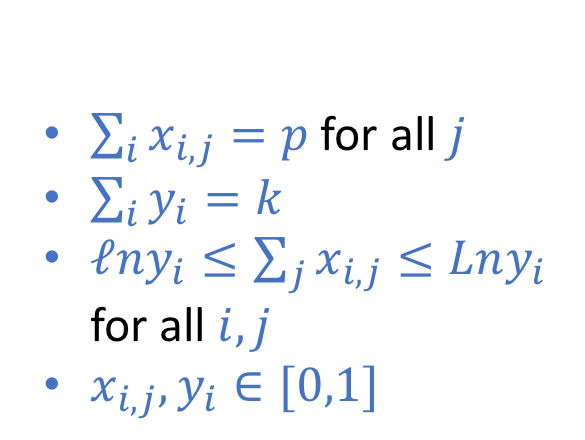 • ∑ᵢ xᵢ,ⱼ = p for all j
• ∑ᵢ yᵢ = k
• ℓnyᵢ ≤ ∑ⱼ xᵢ,ⱼ ≤ Lnyᵢ
for all i, j
• xᵢ,ⱼ, yᵢ ∈ [0,1]